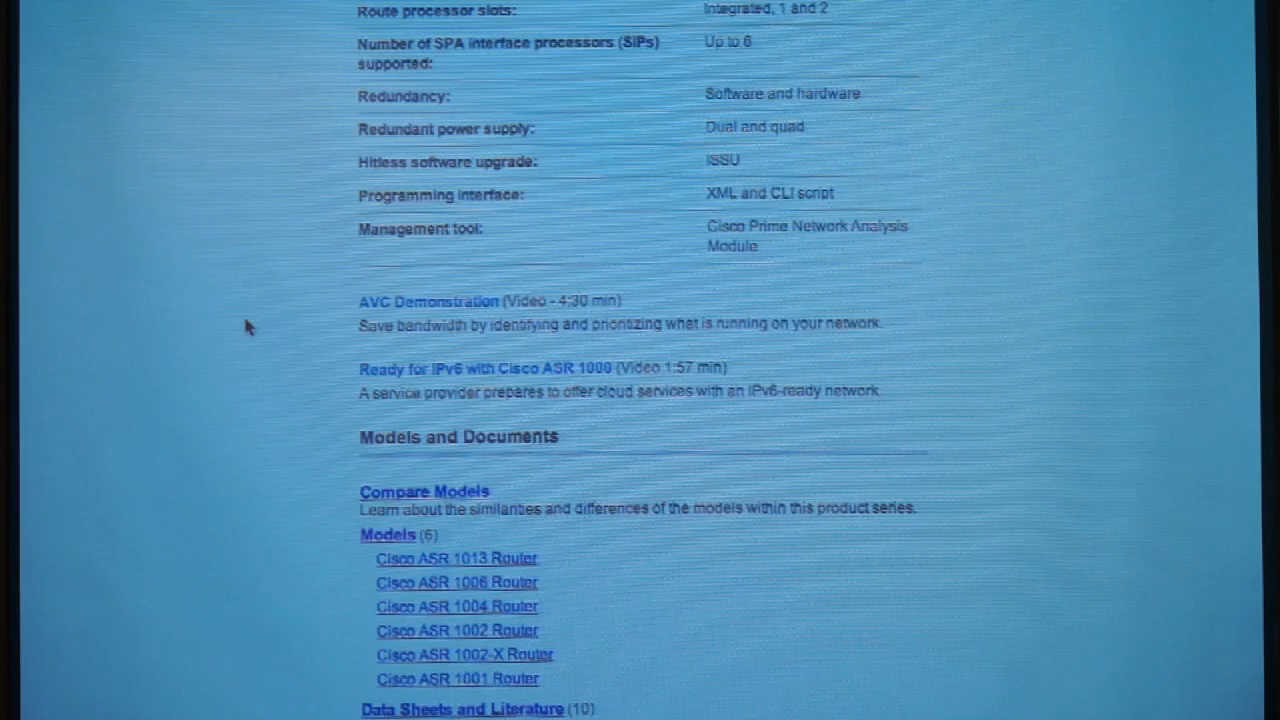 Route processor slots: Integrated, 1 and 2
Number of SPA interface processors (SIPs) Up to 6
supported:
Redundancy: Software and hardware
Redundant power supply: Dual and quad
Hitless software upgrade: ISSU
Programming interface: XML and CLI script
Management tool: Cisco Prime Network Analysis
Module
AVC Demonstration (Video - 4:30 min)
Save bandwidth by identifying and prioritizing what is running on your network.
Ready for IPv6 with Cisco ASR 1000 (Video 1:57 min)
A service provider prepares to offer cloud services with an IPv6-ready network.
Models and Documents
Compare Models
Learn about the similarities and differences of the models within this product series.
Models (6)
Cisco ASR 1013 Router
Cisco ASR 1006 Router
Cisco ASR 1004 Router
Cisco ASR 1002 Router
Cisco ASR 1002-X Router
Cisco ASR 1001 Router
Data Sheets and Literature (10)